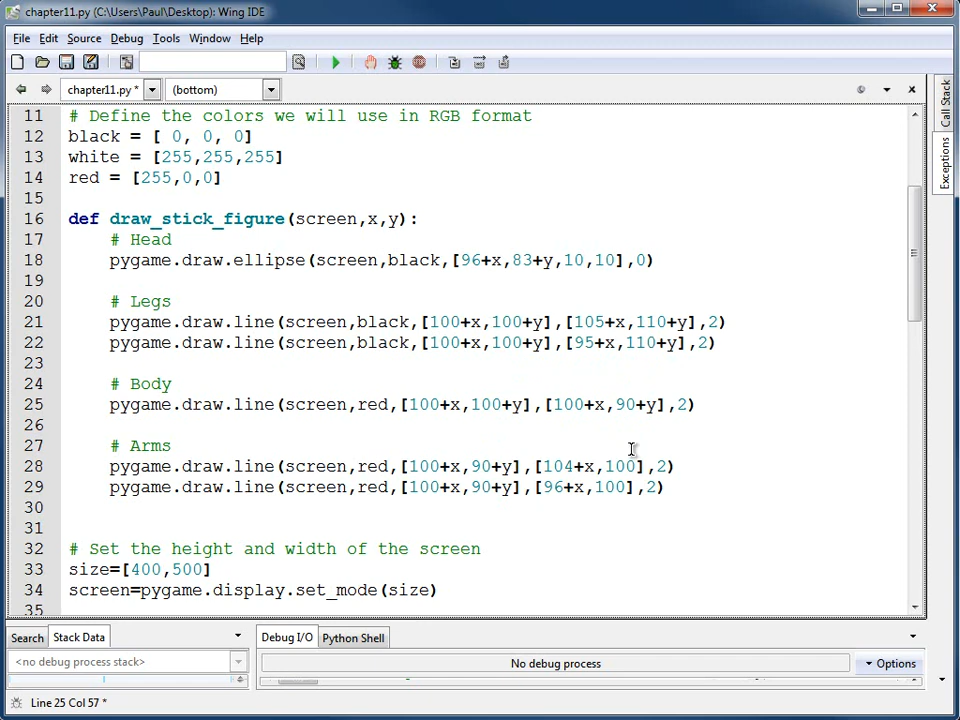 chapter11.py (C:\Users\Paul\Desktop): Wing IDE
File Edit Source Debug Tools Window Help
chapter11.py * (bottom)
11 # Define the colors we will use in RGB format
12 black = [ 0, 0, 0]
13 white = [255,255,255]
14 red = [255,0,0]
15
16 def draw_stick_figure(screen,x,y):
17 # Head
18 pygame.draw.ellipse(screen,black,[96+x,83+y,10,10],0)
19
20 # Legs
21 pygame.draw.line(screen,black,[100+x,100+y],[105+x,110+y],2)
22 pygame.draw.line(screen,black,[100+x,100+y],[95+x,110+y],2)
23
24 # Body
25 pygame.draw.line(screen,red,[100+x,100+y],[100+x,90+y],2)
26
27 # Arms
28 pygame.draw.line(screen,red,[100+x,90+y],[104+x,100],2)
29 pygame.draw.line(screen,red,[100+x,90+y],[96+x,100],2)
30
31
32 # Set the height and width of the screen
33 size=[400,500]
34 screen=pygame.display.set_mode(size)
35
Call Stack
Exceptions
Search Stack Data
<no debug process stack>
Debug I/O Python Shell
No debug process
Options
Line 25 Col 57 *